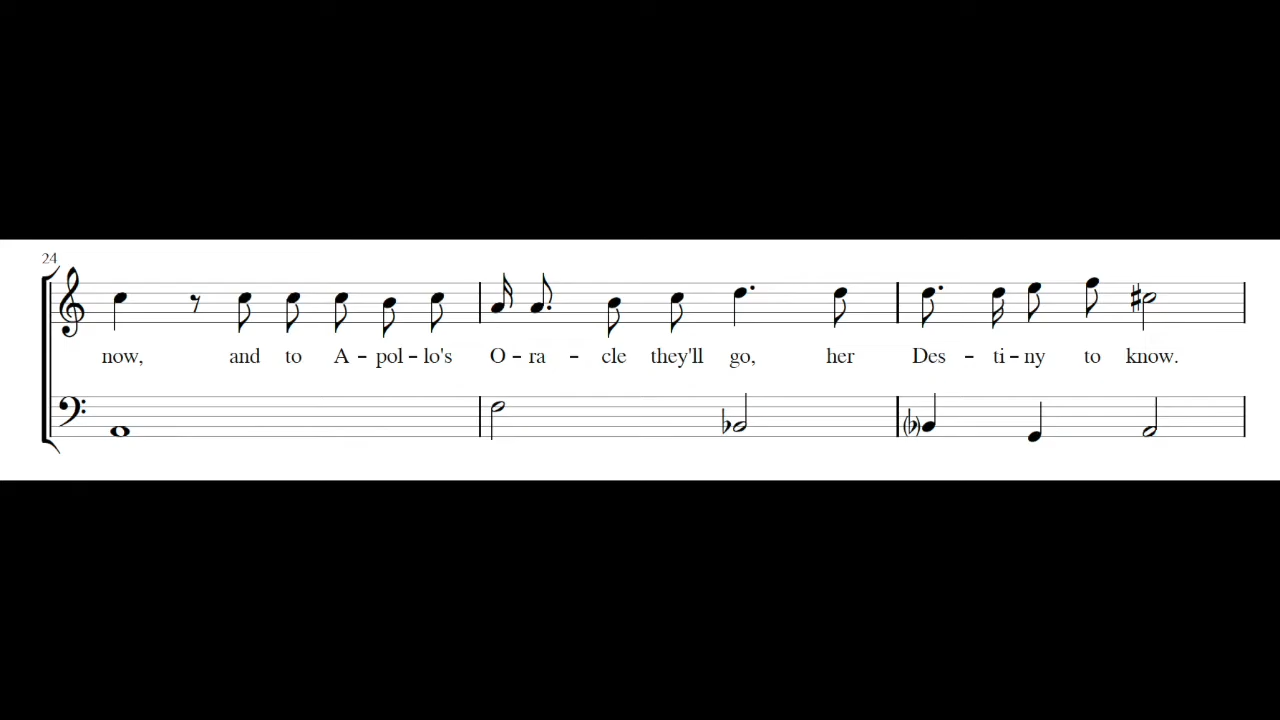 24
now, and to A - pol - lo's O - ra - cle they'll go, her Des - ti - ny to know.